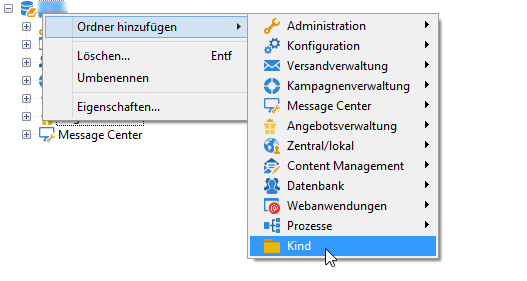 Ordner hinzufügen
Löschen... Entf
Umbenennen
Eigenschaften...
Message Center
Administration
Konfiguration
Versandverwaltung
Kampagnenverwaltung
Message Center
Angebotsverwaltung
Zentral/lokal
Content Management
Datenbank
Webanwendungen
Prozesse
Kind